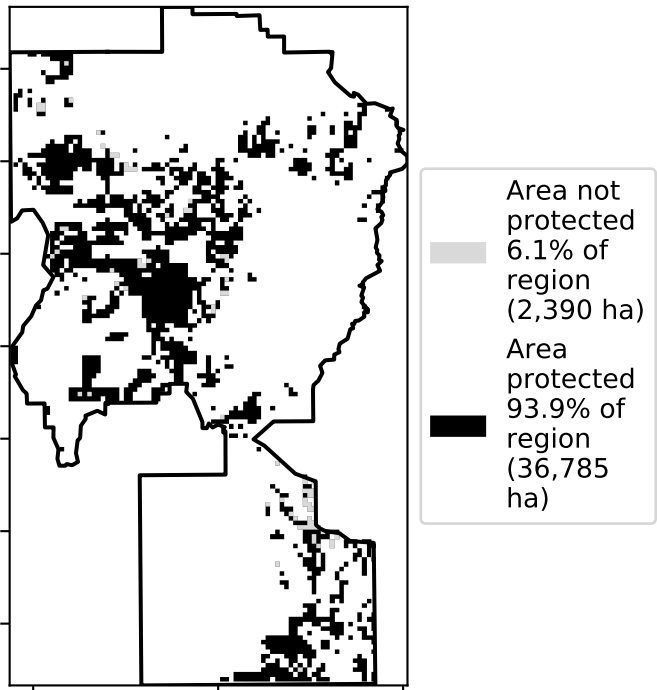 Area not
protected
6.1% of
region
(2,390 ha)
Area
protected
93.9% of
region
(36,785
ha)